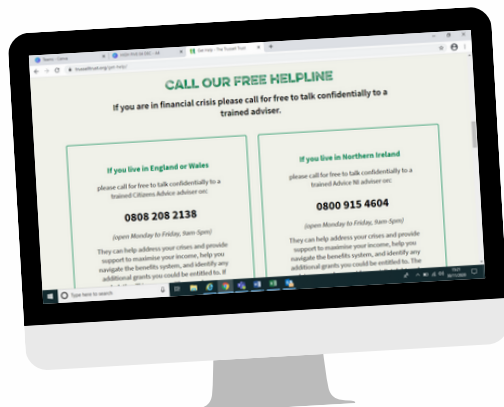 Get Help - The Trussell Trust
CALL OUR FREE HELPLINE
If you are in financial crisis please call for free to talk confidentially to a
trained adviser.
If you live in England or Wales
please call for free to talk confidentially to a
trained Citizens Advice adviser on:
0808 208 2138
(open Monday to Friday, 9am-5pm)
They can help address your crises and provide
support to maximise your income, help you
navigate the benefits system, and identify any
additional grants you could be entitled to. If
If you live in Northern Ireland
please call for free to talk confidentially to a
trained Advice NI adviser on:
0800 915 4604
(open Monday to Friday, 9am-5pm)
They can help address your crises and provide
support to maximise your income, help you
navigate the benefits system, and identify any
additional grants you could be entitled to. The
Type here to search